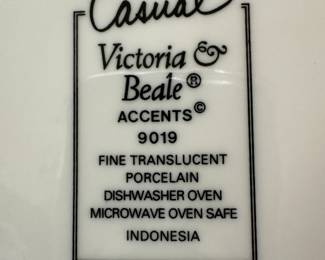 Casual
Victoria &
Beale®
ACCENTS©
9019
FINE TRANSLUCENT
PORCELAIN
DISHWASHER OVEN
MICROWAVE OVEN SAFE
INDONESIA